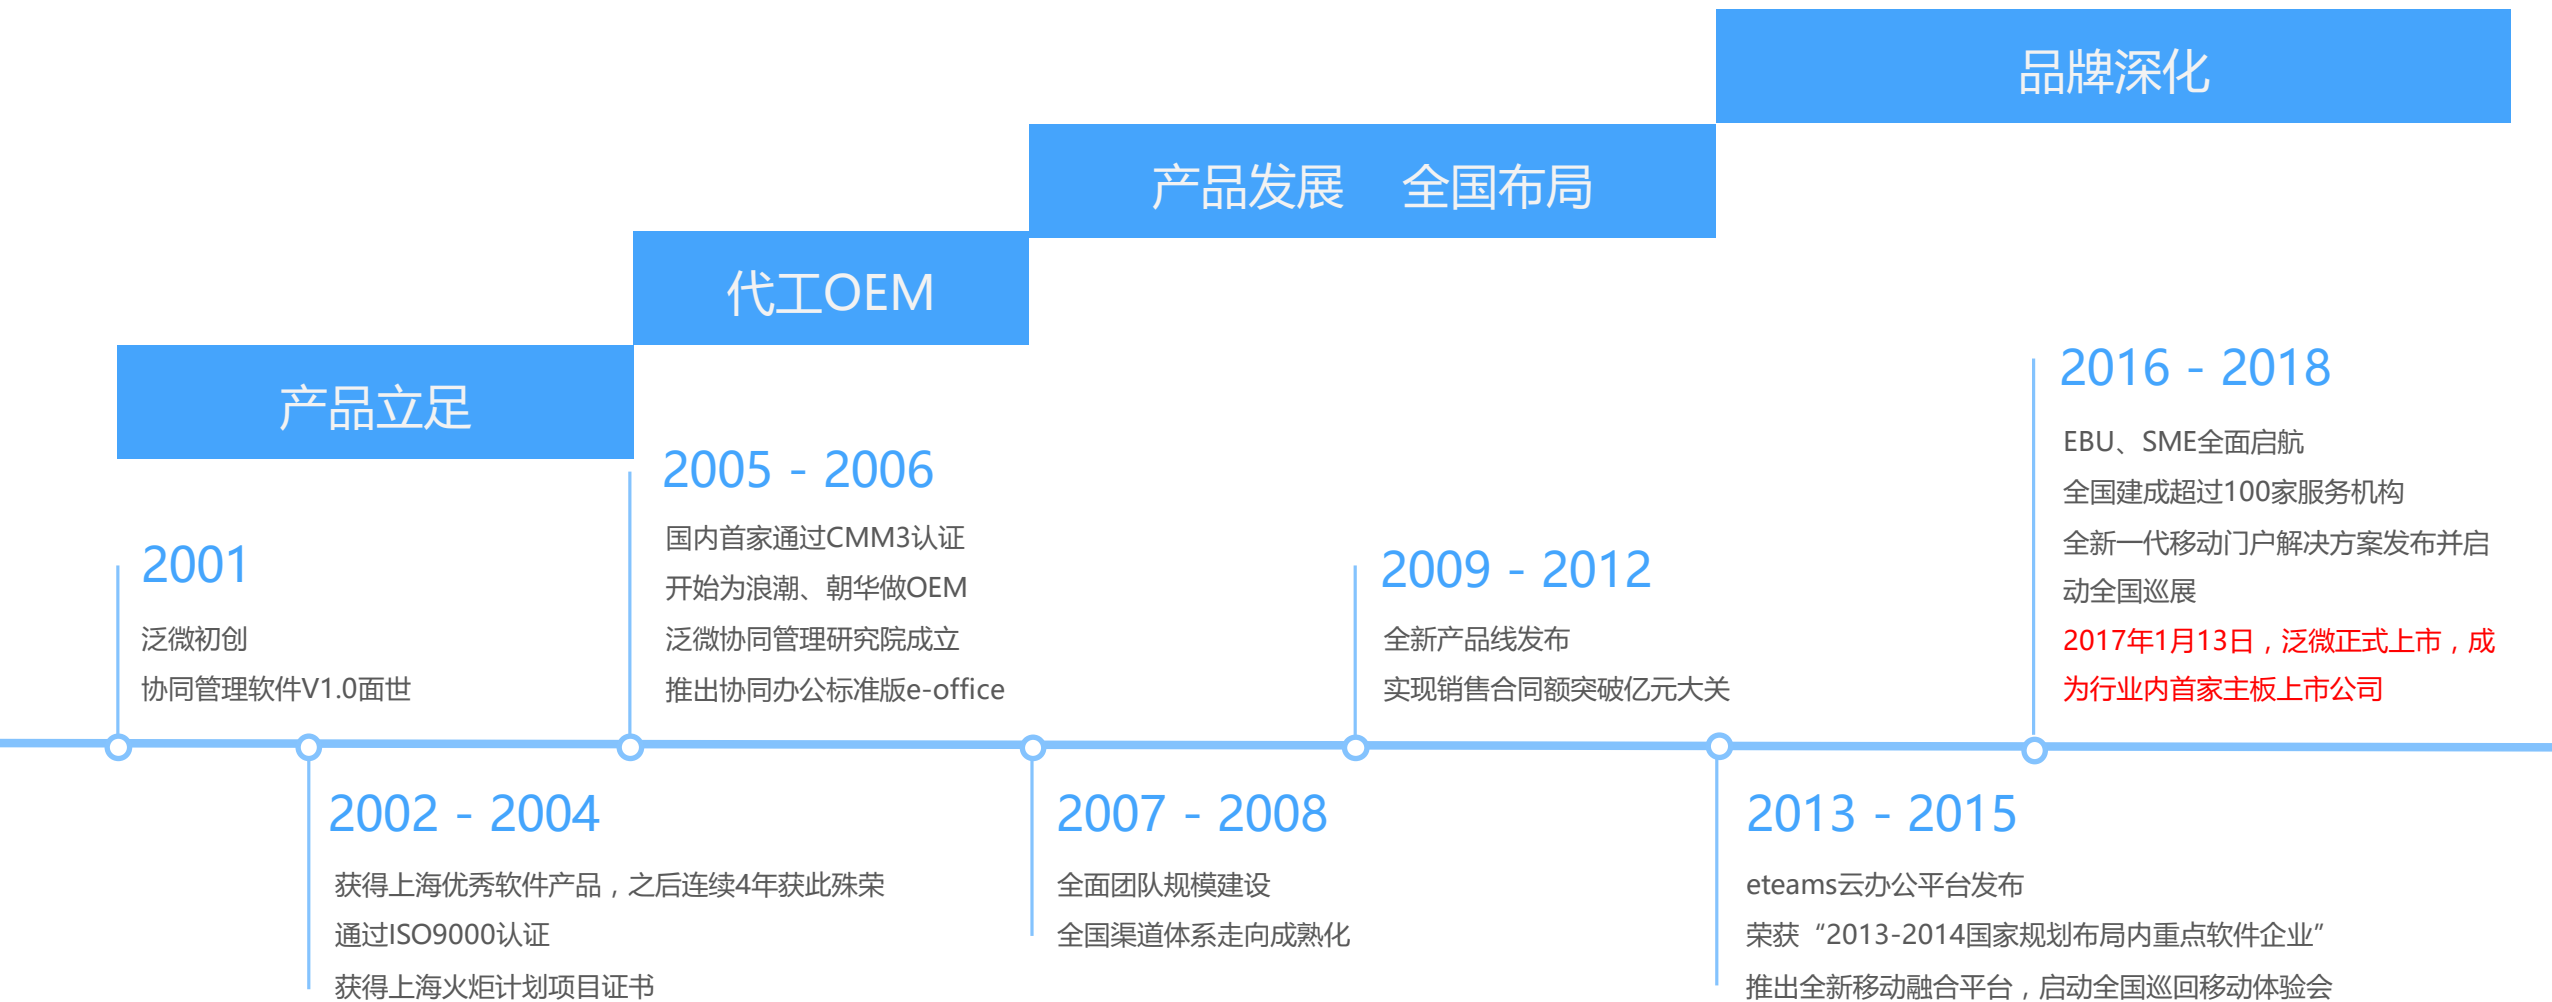 品牌深化
产品发展 全国布局
代工OEM
产品立足
2001
泛微初创
协同管理软件V1.0面世
2002 - 2004
获得上海优秀软件产品，之后连续4年获此殊荣
通过ISO9000认证
获得上海火炬计划项目证书
2005 - 2006
国内首家通过CMM3认证
开始为浪潮、朝华做OEM
泛微协同管理研究院成立
推出协同办公标准版e-office
2007 - 2008
全面团队规模建设
全国渠道体系走向成熟化
2009 - 2012
全新产品线发布
实现销售合同额突破亿元大关
2013 - 2015
eteams云办公平台发布
荣获“2013-2014国家规划布局内重点软件企业”
推出全新移动融合平台，启动全国巡回移动体验会
2016 - 2018
EBU、SME全面启航
全国建成超过100家服务机构
全新一代移动门户解决方案发布并启
动全国巡展
2017年1月13日，泛微正式上市，成
为行业内首家主板上市公司